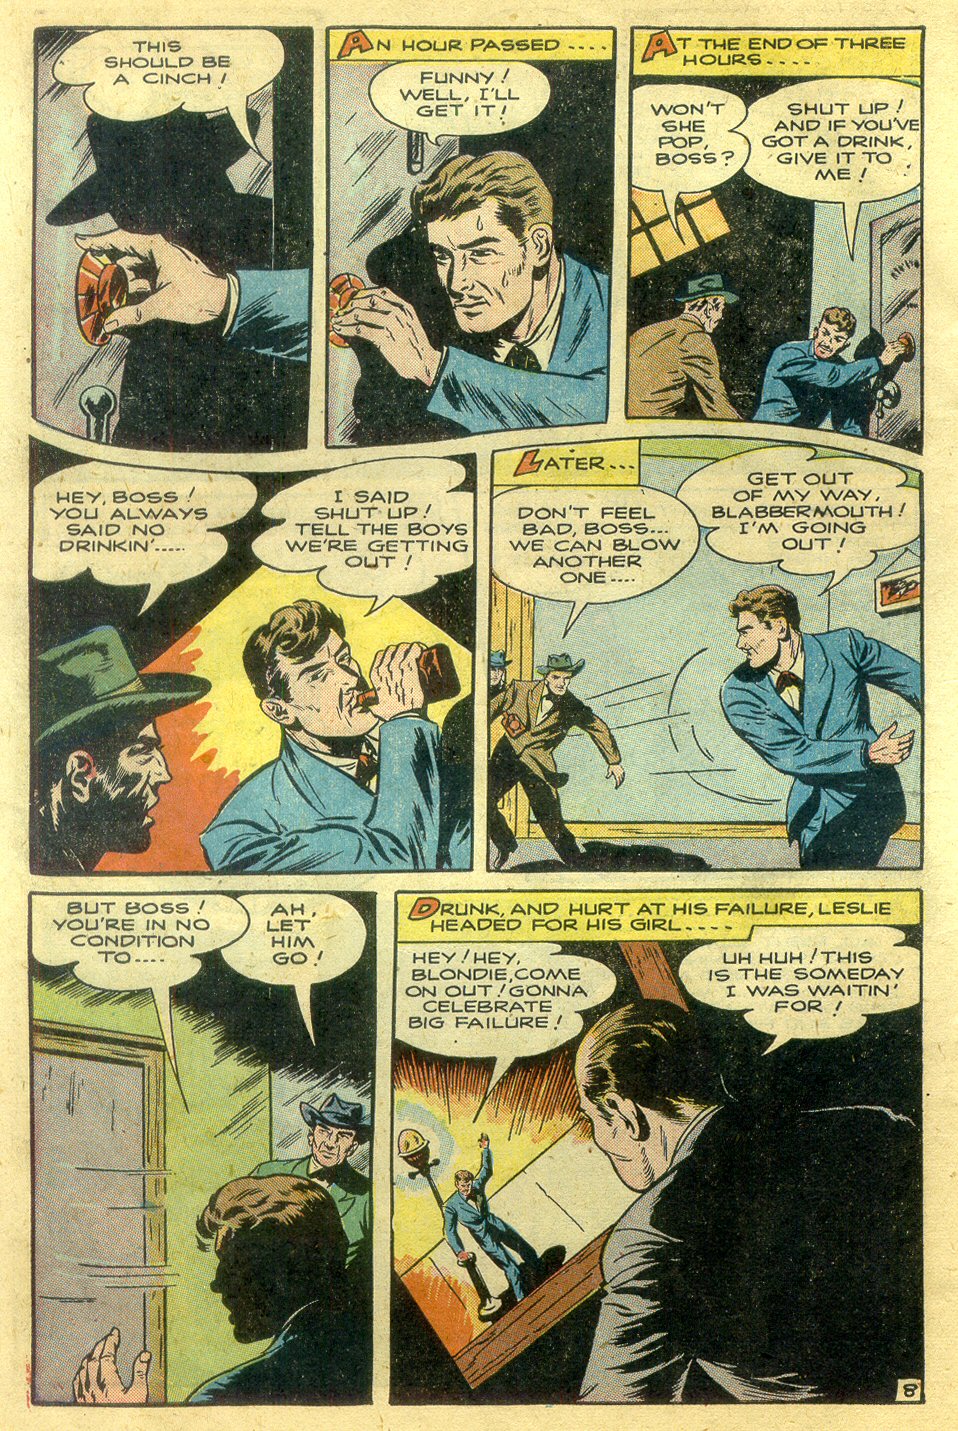 THIS
SHOULD BE
A CINCH!
AN HOUR PASSED ....
FUNNY!
WELL, I'LL
GET IT!
AT THE END OF THREE
HOURS....
WON'T
SHE
POP,
BOSS?
SHUT UP!
AND IF YOU'VE
GOT A DRINK,
GIVE IT TO
ME!
HEY, BOSS!
YOU ALWAYS
SAID NO
DRINKIN'.....
I SAID
SHUT UP!
TELL THE BOYS
WE'RE GETTING
OUT!
LATER...
DON'T FEEL
BAD, BOSS...
WE CAN BLOW
ANOTHER
ONE....
GET OUT
OF MY WAY,
BLABBERMOUTH!
I'M GOING
OUT!
BUT BOSS!
YOU'RE IN NO
CONDITION
TO....
AH,
LET
HIM
GO!
DRUNK, AND HURT AT HIS FAILURE, LESLIE
HEADED FOR HIS GIRL....
HEY! HEY,
BLONDIE, COME
ON OUT! GONNA
CELEBRATE
BIG FAILURE!
UH HUH! THIS
IS THE SOMEDAY
I WAS WAITIN'
FOR!
8